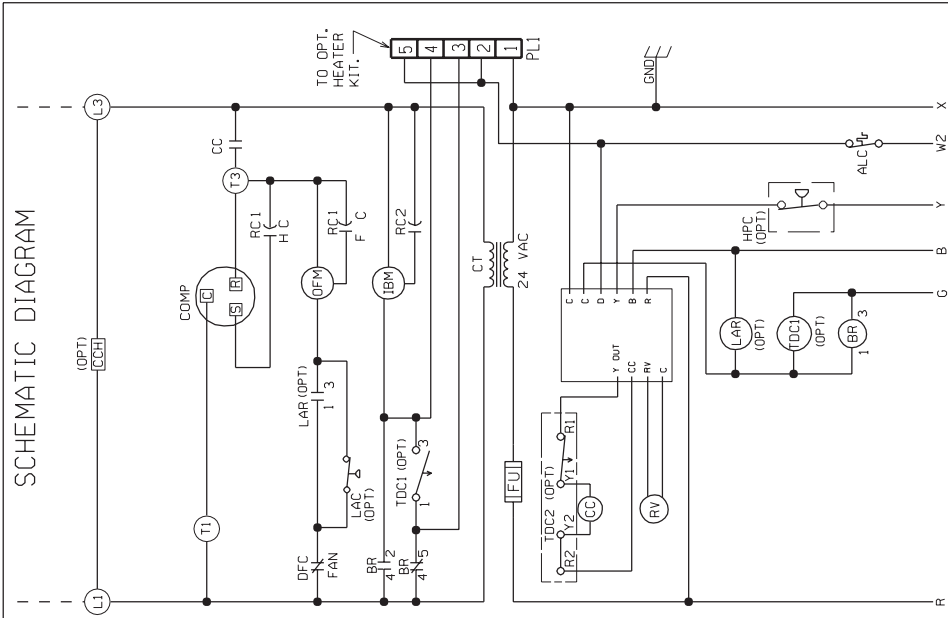 SCHEMATIC DIAGRAM
L1
(OPT)
CCH
L3
T1
COMP
C
S
R
T3
CC
RC1
H C
DFC
FAN
LAR (OPT)
1 3
LAC
(OPT)
OFM
RC1
F C
BR
4 2
IBM
RC2
BR
4 5
TDC1 (OPT)
1 3
TO OPT.
HEATER
KIT.
5
4
3
2
1
PL1
CT
24 VAC
FU
GND
TDC2 (OPT)
R2
Y2
Y1
R1
CC
RV
Y OUT
CC
RV
C
C
C
D
Y
B
R
LAR
(OPT)
TDC1
(OPT)
BR
1 3
HPC
(OPT)
ALC
R
G
B
Y
W2
X